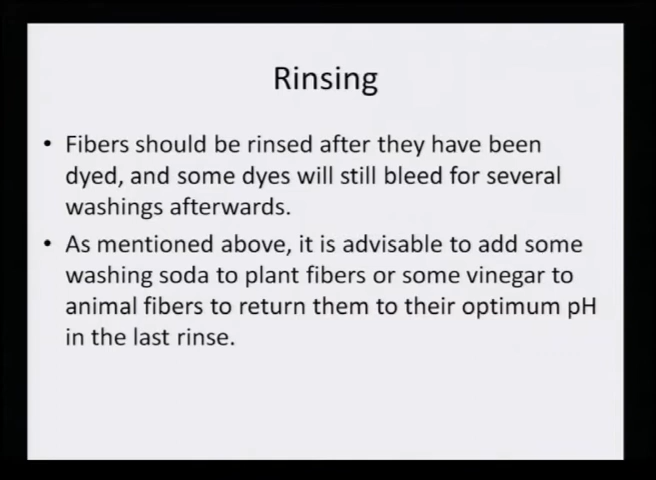 Rinsing
• Fibers should be rinsed after they have been
dyed, and some dyes will still bleed for several
washings afterwards.
• As mentioned above, it is advisable to add some
washing soda to plant fibers or some vinegar to
animal fibers to return them to their optimum pH
in the last rinse.